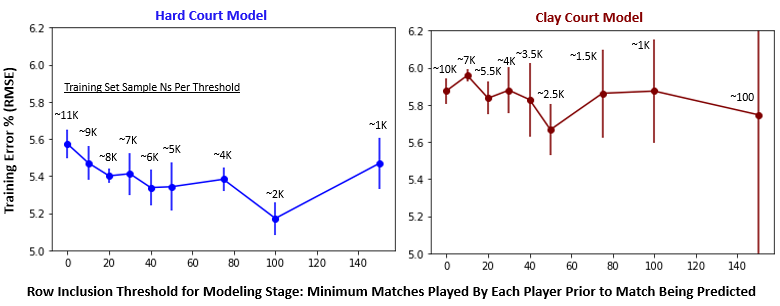 Hard Court Model
Clay Court Model
Training Error % (RMSE)
6.2
6.0
5.8
5.6
5.4
5.2
5.0
Training Set Sample Ns Per Threshold
~11K
~9K
~8K
~7K
~6K
~5K
~4K
~2K
~1K
0 20 40 60 80 100 120 140
6.2
6.0
5.8
5.6
5.4
5.2
5.0
~10K
~7K
~5.5K
~4K
~3.5K
~2.5K
~1.5K
~1K
~100
0 20 40 60 80 100 120 140
Row Inclusion Threshold for Modeling Stage: Minimum Matches Played By Each Player Prior to Match Being Predicted